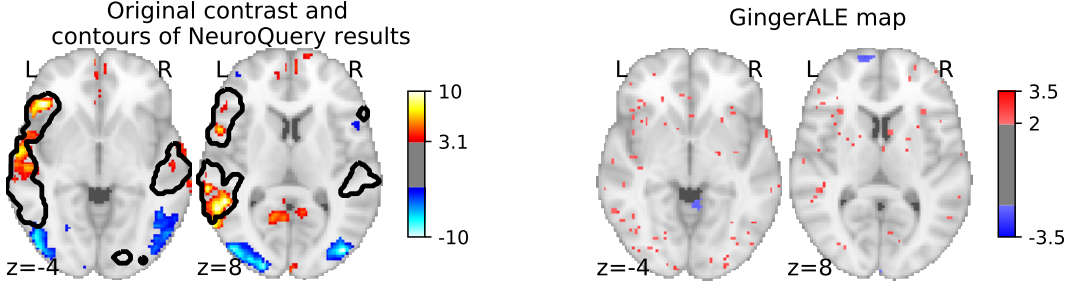 Original contrast and
contours of NeuroQuery results
L
R
L
R
z=-4
z=8
10
3.1
-10
GingerALE map
L
R
L
R
z=-4
z=8
3.5
2
-3.5